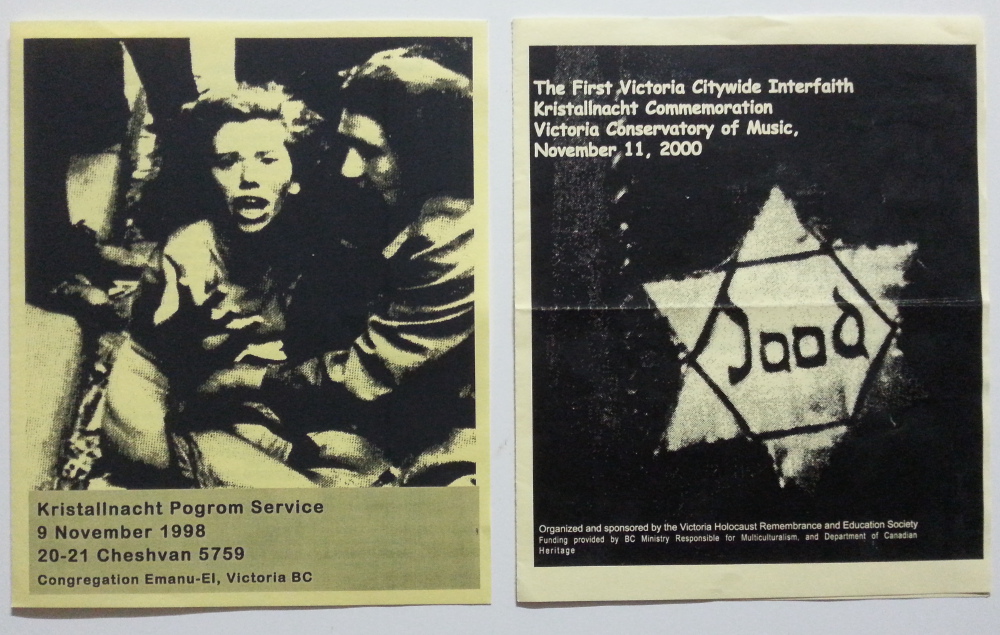 Kristallnacht Pogrom Service
9 November 1998
20-21 Cheshvan 5759
Congregation Emanu-El, Victoria BC
The First Victoria Citywide Interfaith
Kristallnacht Commemoration
Victoria Conservatory of Music,
November 11, 2000
Jood
Organized and sponsored by the Victoria Holocaust Remembrance and Education Society
Funding provided by BC Ministry Responsible for Multiculturalism, and Department of Canadian
Heritage